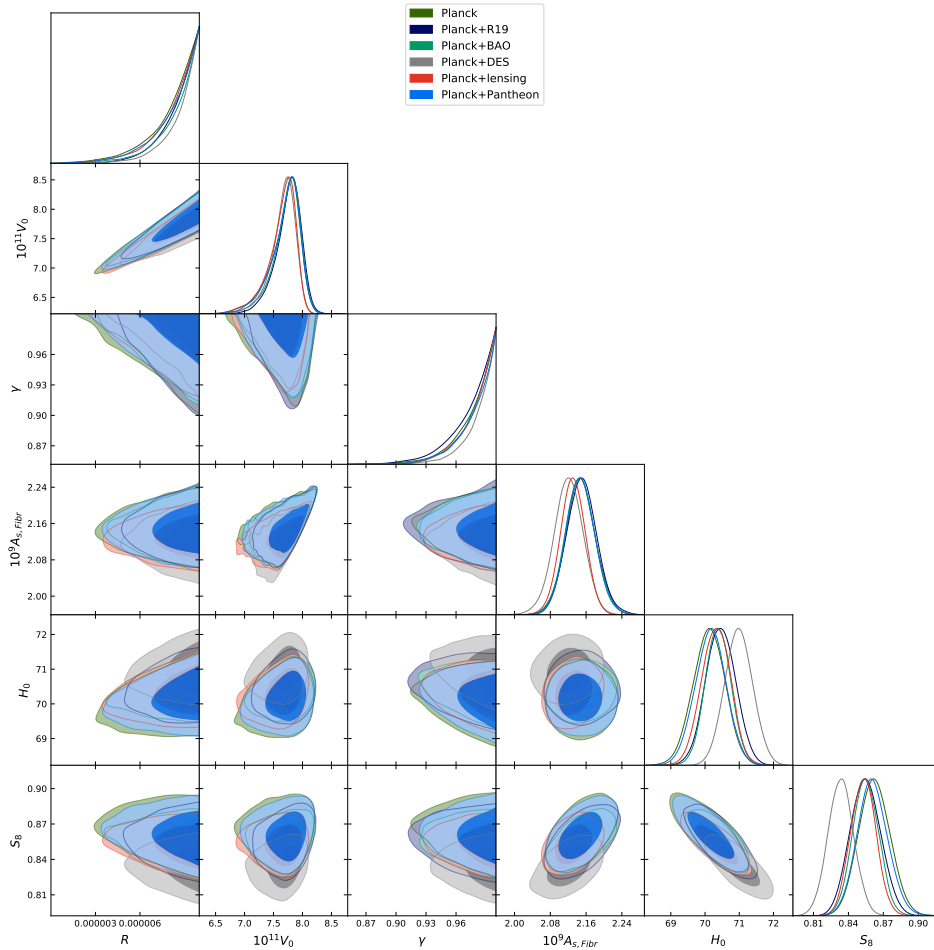 Planck
Planck+R19
Planck+BAO
Planck+DES
Planck+lensing
Planck+Pantheon
8.5
8.0
7.5
7.0
6.5
10¹¹V₀
0.96
0.93
0.90
0.87
γ
2.24
2.16
2.08
2.00
10⁹A_{s,Fibr}
72
71
70
69
H₀
0.90
0.87
0.84
0.81
S₈
0.000003 0.000006
6.5 7.0 7.5 8.0 8.5
0.87 0.90 0.93 0.96
2.00 2.08 2.16 2.24
69 70 71 72
0.81 0.84 0.87 0.90
R
10¹¹V₀
γ
10⁹A_{s,Fibr}
H₀
S₈